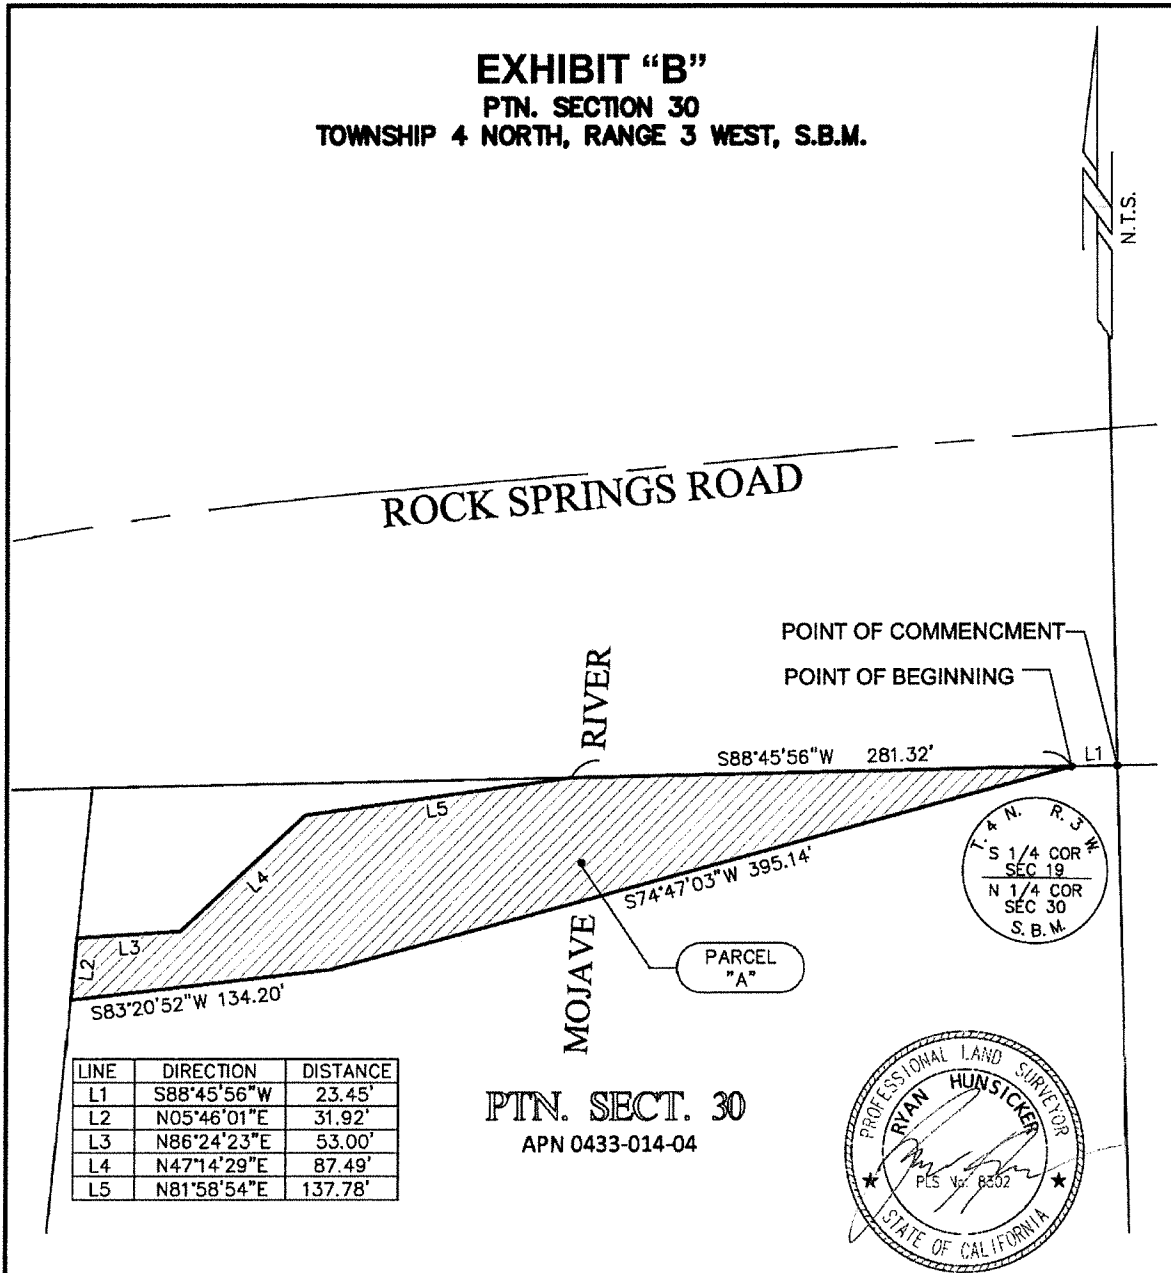 EXHIBIT “B”
PTN. SECTION 30
TOWNSHIP 4 NORTH, RANGE 3 WEST, S.B.M.
N.T.S.
ROCK SPRINGS ROAD
POINT OF COMMENCMENT
POINT OF BEGINNING
RIVER
S88°45'56"W 281.32'
L1
L5
L4
L3
L2
S74°47'03"W 395.14'
S83°20'52"W 134.20'
T. 4 N. R. 3 W.
S 1/4 COR
SEC 19
N 1/4 COR
SEC 30
S.B.M.
MOJAVE
PARCEL
"A"
LINE DIRECTION DISTANCE
L1 S88°45'56"W 23.45'
L2 N05°46'01"E 31.92'
L3 N86°24'23"E 53.00'
L4 N47°14'29"E 87.49'
L5 N81°58'54"E 137.78'
PTN. SECT. 30
APN 0433-014-04
PROFESSIONAL LAND SURVEYOR
RYAN HUNSICKER
PLS No. 8302
STATE OF CALIFORNIA